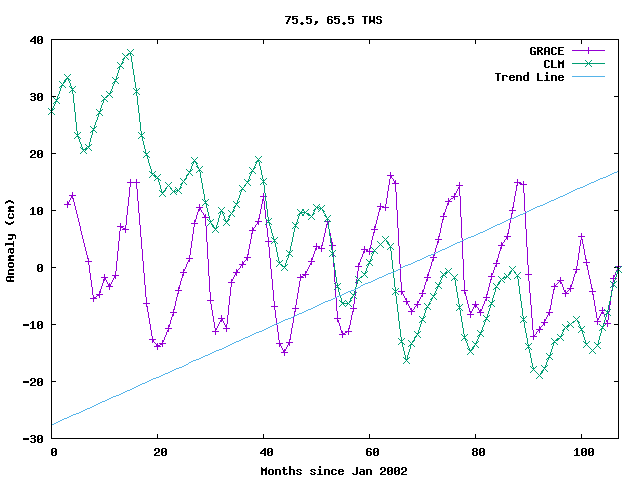 75.5, 65.5 TWS
GRACE
CLM
Trend Line
40
30
20
10
0
-10
-20
-30
Anomaly (cm)
0 20 40 60 80 100
Months since Jan 2002